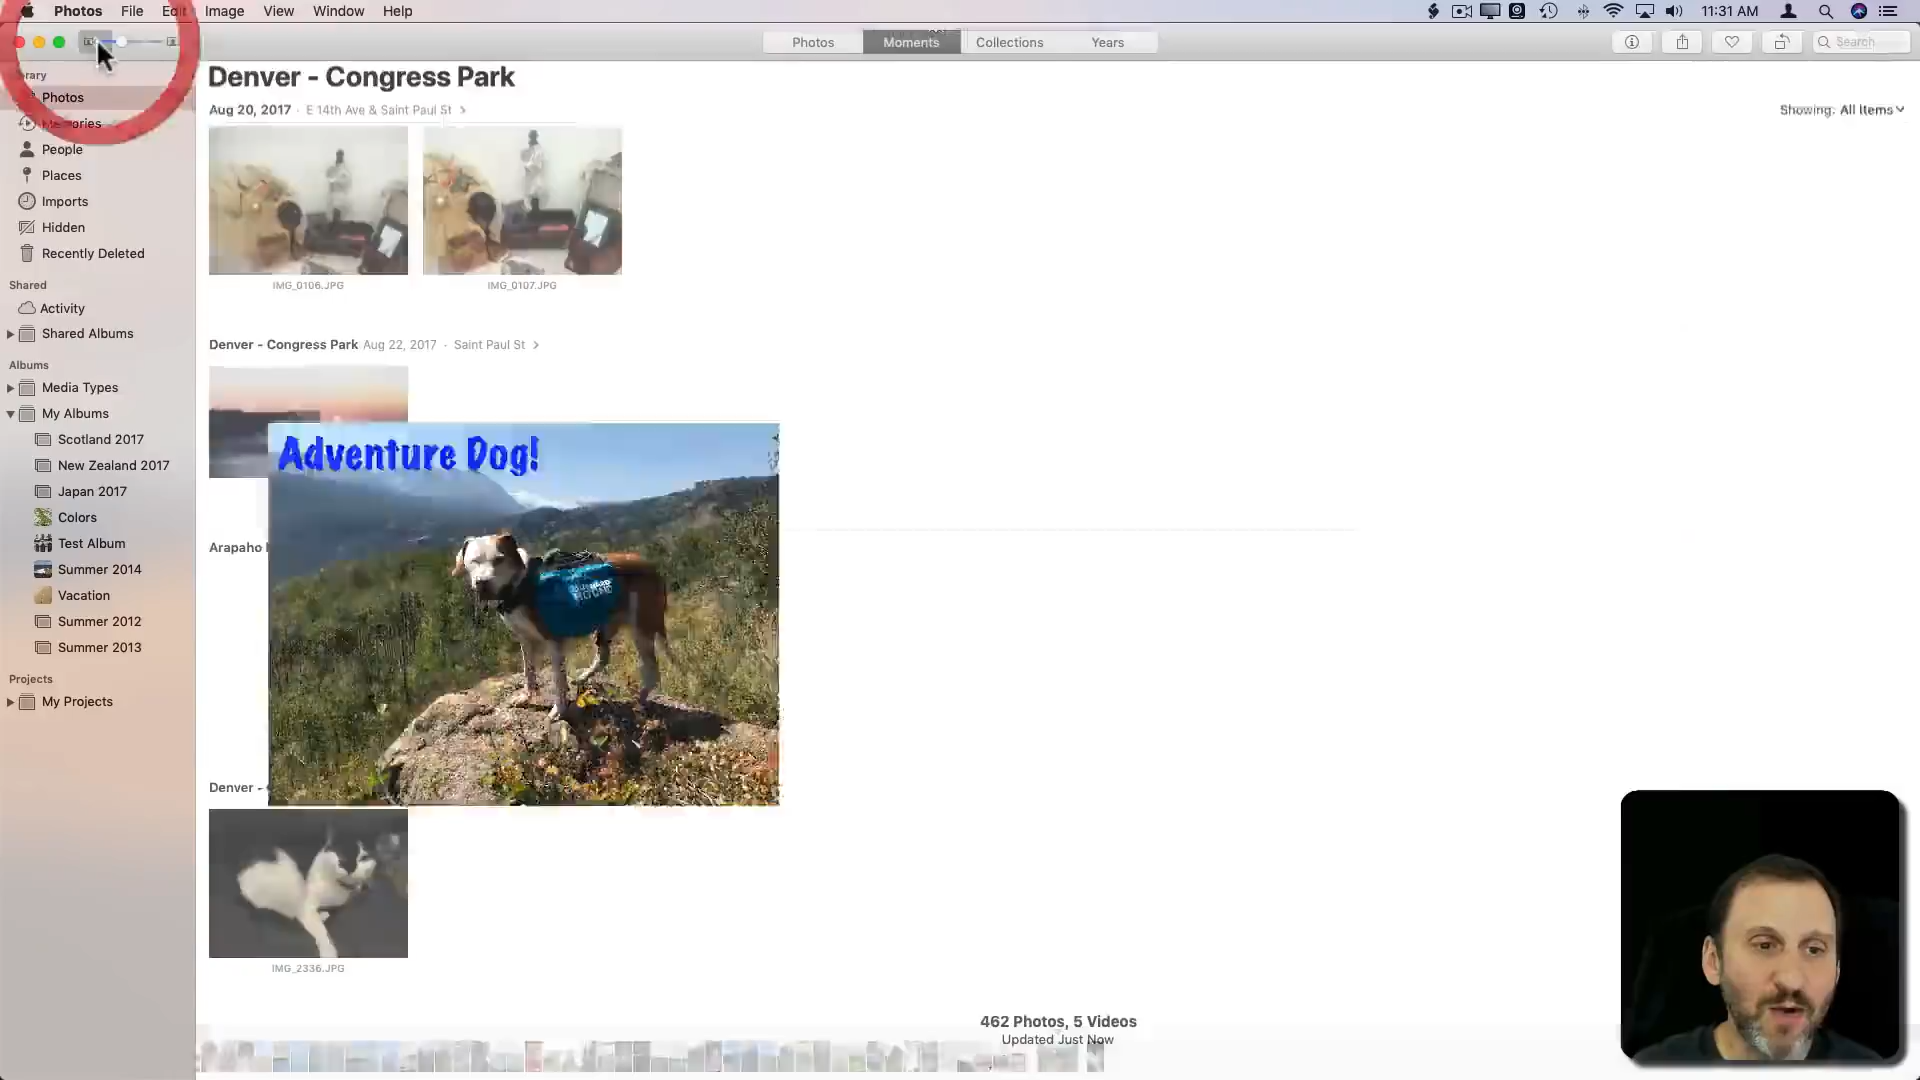 Photos File Edit Image View Window Help 11:31 AM
Photos Moments Collections Years Search
Denver - Congress Park
Aug 20, 2017 · E 14th Ave & Saint Paul St >
Showing: All Items
IMG_0106.JPG IMG_0107.JPG
Denver - Congress Park Aug 22, 2017 · Saint Paul St >
Adventure Dog!
Arapaho
Denver -
IMG_2336.JPG
462 Photos, 5 Videos
Updated Just Now
Photos
Memories
People
Places
Imports
Hidden
Recently Deleted
Shared
Activity
Shared Albums
Albums
Media Types
My Albums
Scotland 2017
New Zealand 2017
Japan 2017
Colors
Test Album
Summer 2014
Vacation
Summer 2012
Summer 2013
Projects
My Projects